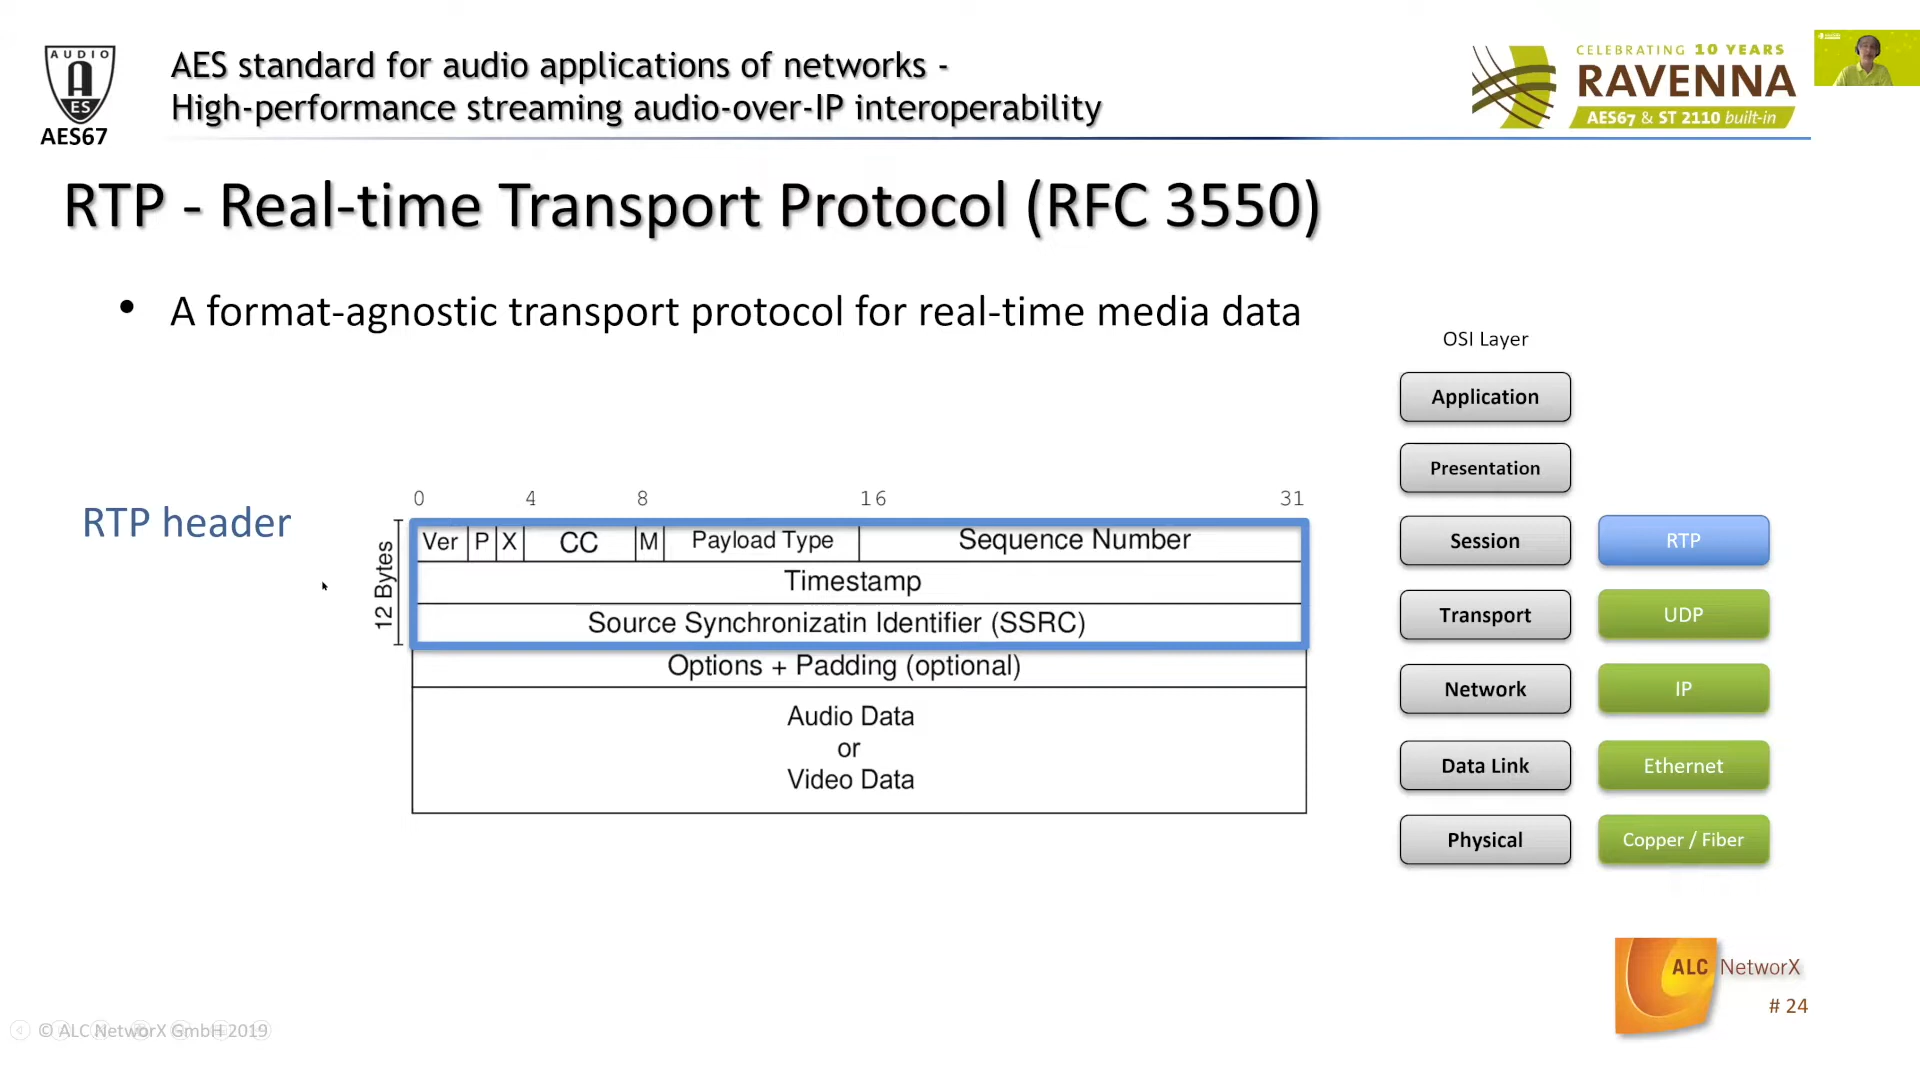 AUDIO
A
ES
AES67
AES standard for audio applications of networks -
High-performance streaming audio-over-IP interoperability
CELEBRATING 10 YEARS
RAVENNA
AES67 & ST 2110 built-in
RTP - Real-time Transport Protocol (RFC 3550)
• A format-agnostic transport protocol for real-time media data
OSI Layer
Application
Presentation
Session
RTP
Transport
UDP
Network
IP
Data Link
Ethernet
Physical
Copper / Fiber
RTP header
12 Bytes
0 4 8 16 31
Ver P X CC M Payload Type Sequence Number
Timestamp
Source Synchronizatin Identifier (SSRC)
Options + Padding (optional)
Audio Data
or
Video Data
ALC NetworX
# 24
© ALC NetworX GmbH 2019